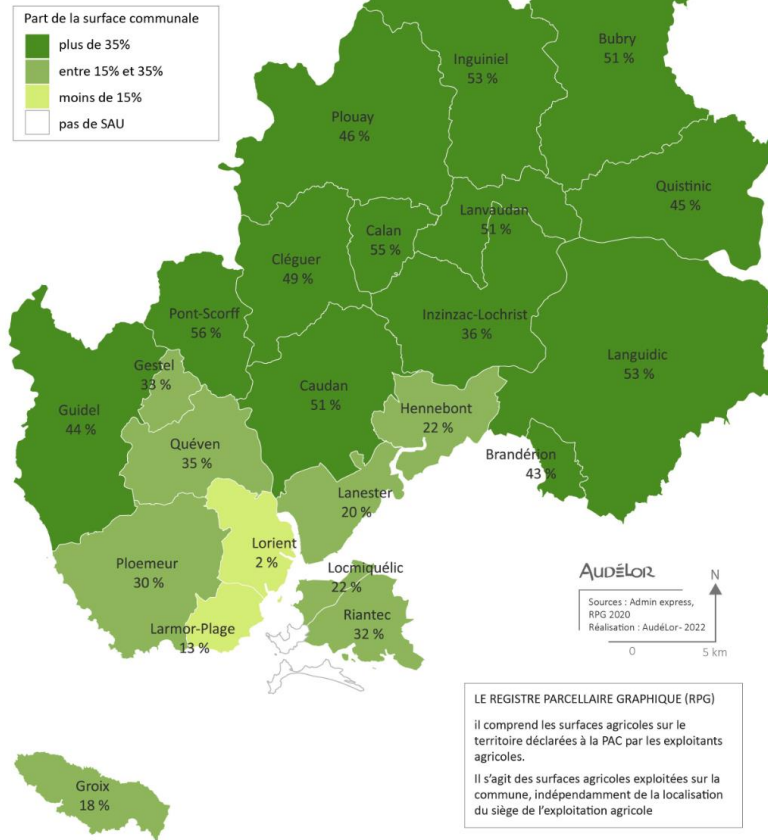 Part de la surface communale
plus de 35%
entre 15% et 35%
moins de 15%
pas de SAU
Bubry
51 %
Inguiniel
53 %
Plouay
46 %
Quistinic
45 %
Lanvaudan
51 %
Calan
55 %
Cléguer
49 %
Pont-Scorff
56 %
Inzinzac-Lochrist
36 %
Languidic
53 %
Gestel
33 %
Caudan
51 %
Guidel
44 %
Hennebont
22 %
Quéven
35 %
Brandérion
43 %
Lanester
20 %
Lorient
2 %
Ploemeur
30 %
Locmiquélic
22 %
Riantec
32 %
Larmor-Plage
13 %
Groix
18 %
AUDÉLOR
N
Sources : Admin express,
RPG 2020
Réalisation : AudéLor- 2022
0 5 km
LE REGISTRE PARCELLAIRE GRAPHIQUE (RPG)
il comprend les surfaces agricoles sur le
territoire déclarées à la PAC par les exploitants
agricoles.
Il s'agit des surfaces agricoles exploitées sur la
commune, indépendamment de la localisation
du siège de l'exploitation agricole